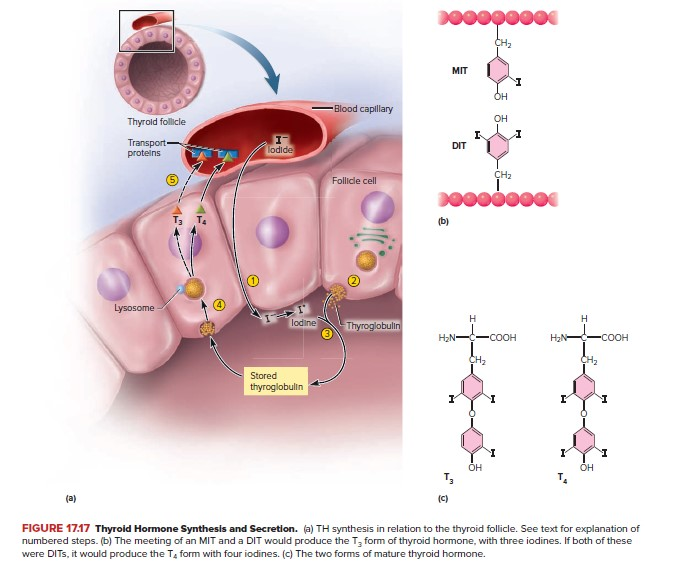 Thyroid follicle
Blood capillary
Transport
proteins
I⁻
Iodide
5
Follicle cell
T₃ T₄
1
2
Lysosome
4
I⁻ I⁺
Iodine
Thyroglobulin
3
Stored
thyroglobulin
(a)
CH₂
MIT
I
OH
OH
I I
DIT
CH₂
(b)
H
H₂N C COOH
CH₂
I I
O
I
OH
T₃
H
H₂N C COOH
CH₂
I I
O
I I
OH
T₄
(c)
FIGURE 17.17 Thyroid Hormone Synthesis and Secretion. (a) TH synthesis in relation to the thyroid follicle. See text for explanation of
numbered steps. (b) The meeting of an MIT and a DIT would produce the T₃ form of thyroid hormone, with three iodines. If both of these
were DITs, it would produce the T₄ form with four iodines. (c) The two forms of mature thyroid hormone.